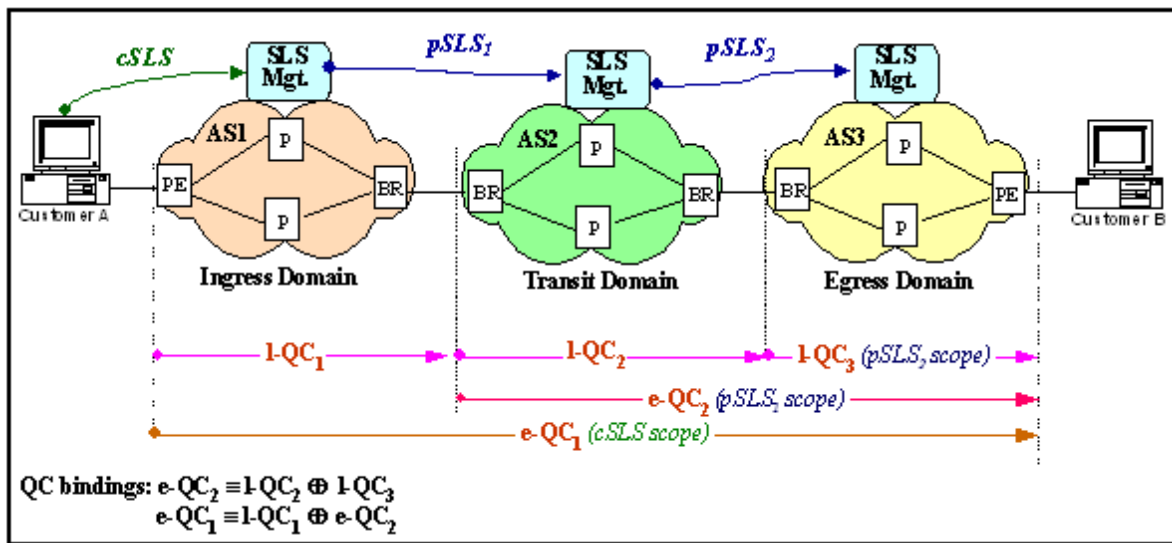 cSLS
pSLS₁
pSLS₂
SLS Mgt.
SLS Mgt.
SLS Mgt.
AS1
P
AS2
P
AS3
P
PE
BR
BR
BR
BR
PE
Customer A
P
P
P
Customer B
Ingress Domain
Transit Domain
Egress Domain
l-QC₁
l-QC₂
l-QC₃ (pSLS₂ scope)
e-QC₂ (pSLS₁ scope)
e-QC₁ (cSLS scope)
QC bindings: e-QC₂ ≡ l-QC₂ ⊕ l-QC₃
e-QC₁ ≡ l-QC₁ ⊕ e-QC₂